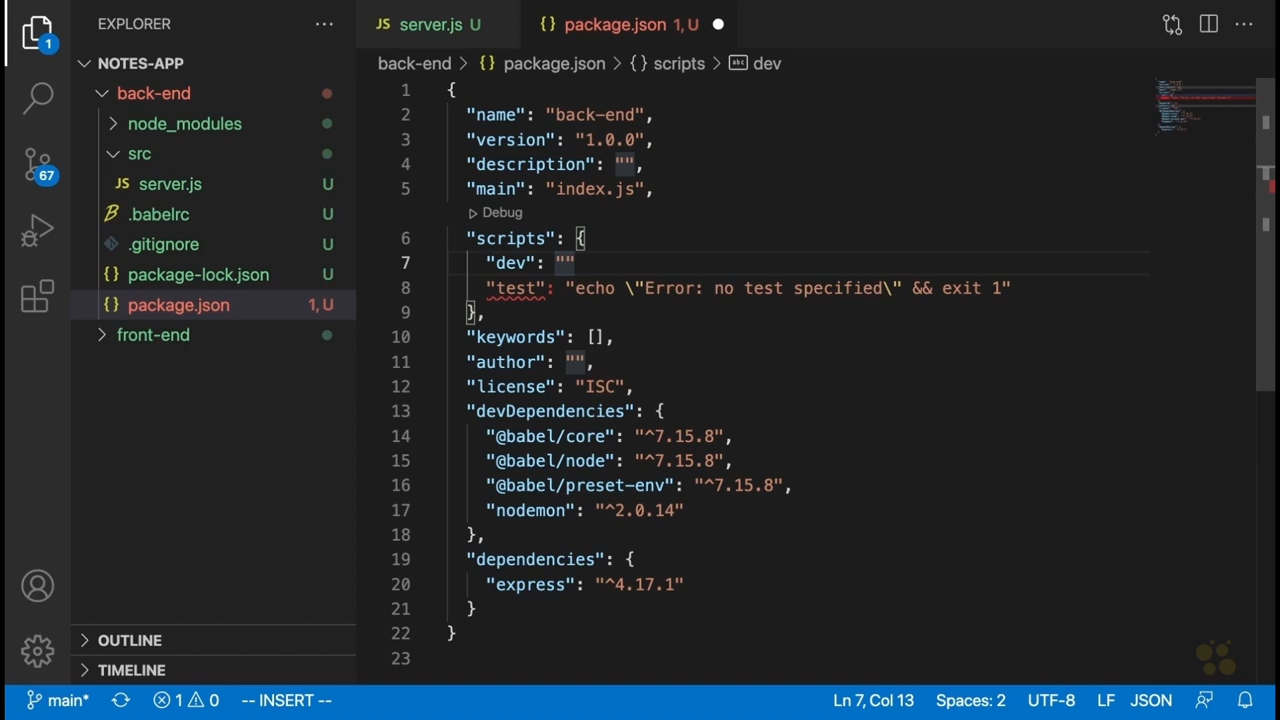 EXPLORER
NOTES-APP
back-end
node_modules
src
JS server.js U
.babelrc U
.gitignore U
{} package-lock.json U
{} package.json 1, U
front-end
OUTLINE
TIMELINE
1
67
JS server.js U {} package.json 1, U
back-end > {} package.json > {} scripts > abc dev
1 {
2 "name": "back-end",
3 "version": "1.0.0",
4 "description": "",
5 "main": "index.js",
Debug
6 "scripts": {
7 "dev": ""
8 "test": "echo \"Error: no test specified\" && exit 1"
9 },
10 "keywords": [],
11 "author": "",
12 "license": "ISC",
13 "devDependencies": {
14 "@babel/core": "^7.15.8",
15 "@babel/node": "^7.15.8",
16 "@babel/preset-env": "^7.15.8",
17 "nodemon": "^2.0.14"
18 },
19 "dependencies": {
20 "express": "^4.17.1"
21 }
22 }
23
main* 1 0 -- INSERT -- Ln 7, Col 13 Spaces: 2 UTF-8 LF JSON